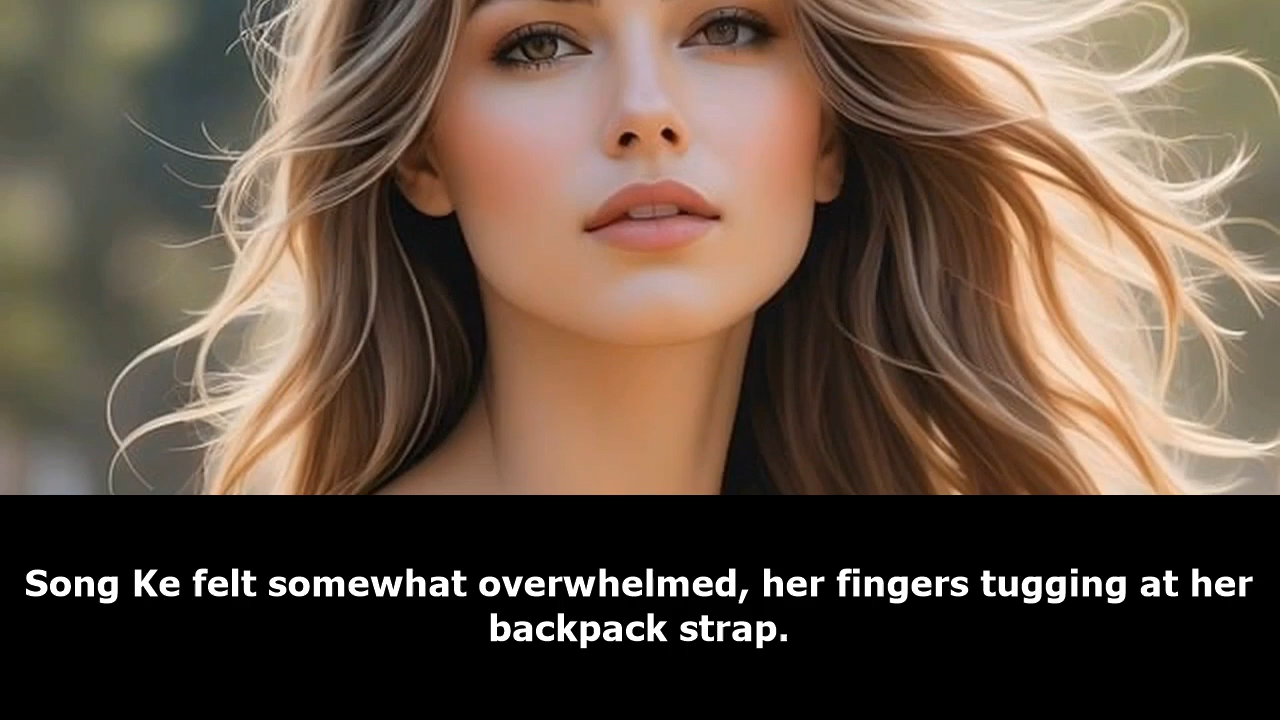 Song Ke felt somewhat overwhelmed, her fingers tugging at her
backpack strap.